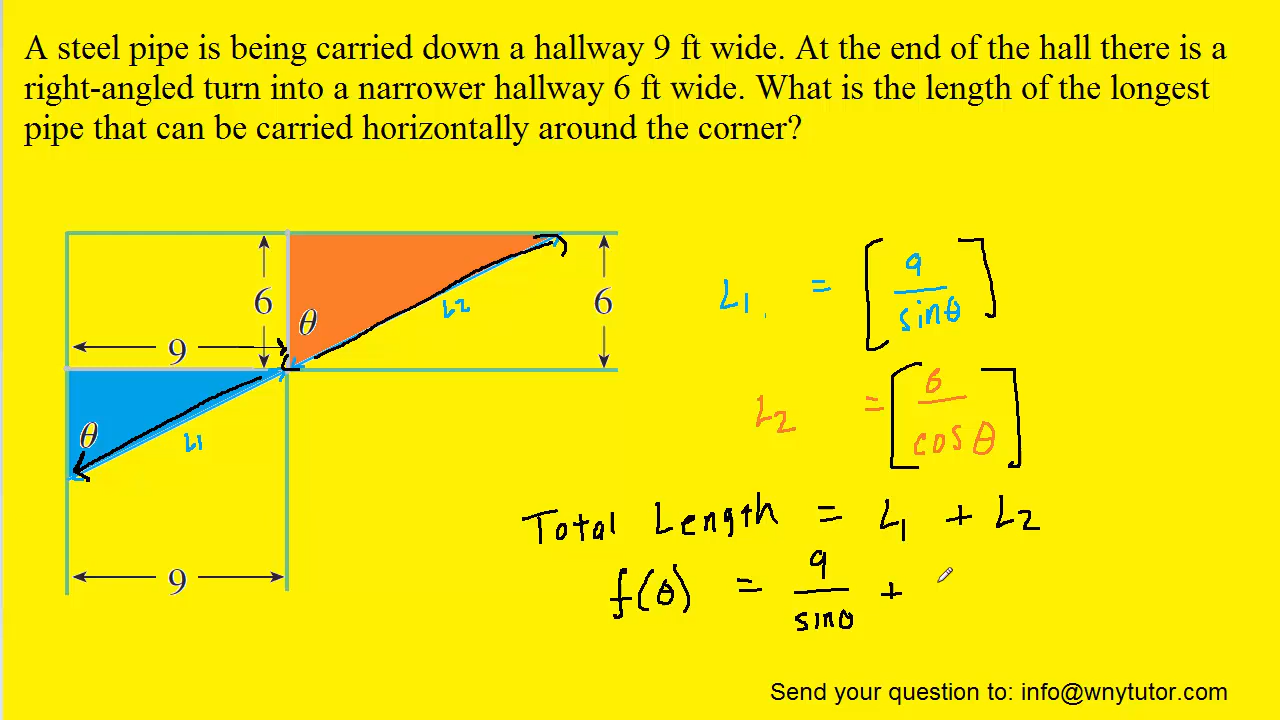 A steel pipe is being carried down a hallway 9 ft wide. At the end of the hall there is a
right-angled turn into a narrower hallway 6 ft wide. What is the length of the longest
pipe that can be carried horizontally around the corner?
6
θ
L2
6
9
θ
L1
9
L1 = [9/sinθ]
L2 = [6/cosθ]
Total Length = L1 + L2
f(θ) = 9/sinθ +
Send your question to: info@wnytutor.com